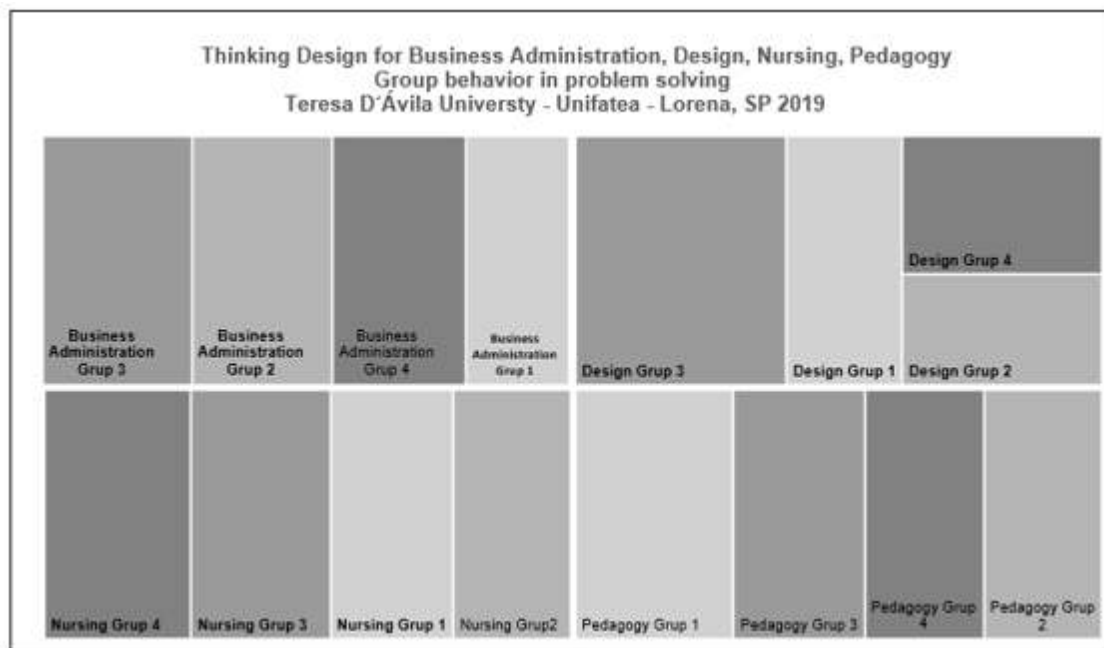 Thinking Design for Business Administration, Design, Nursing, Pedagogy
Group behavior in problem solving
Teresa D´Ávila Universty - Unifatea - Lorena, SP 2019
Business
Administration
Grup 3
Business
Administration
Grup 2
Business
Administration
Grup 4
Business
Administration
Grup 1
Design Grup 3
Design Grup 1
Design Grup 4
Design Grup 2
Nursing Grup 4
Nursing Grup 3
Nursing Grup 1
Nursing Grup2
Pedagogy Grup 1
Pedagogy Grup 3
Pedagogy Grup
4
Pedagogy Grup
2